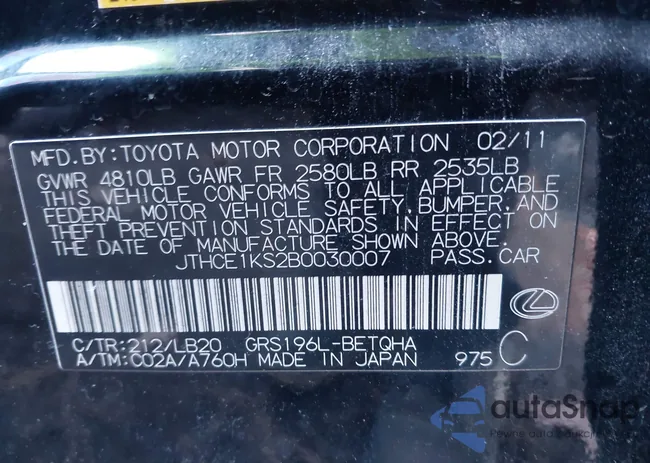 MFD.BY:TOYOTA MOTOR CORPORATION 02/11
GVWR 4810LB GAWR FR 2580LB RR 2535LB
THIS VEHICLE CONFORMS TO ALL APPLICABLE
FEDERAL MOTOR VEHICLE SAFETY,BUMPER,AND
THEFT PREVENTION STANDARDS IN EFFECT ON
THE DATE OF MANUFACTURE SHOWN ABOVE.
JTHCE1KS2B0030007 PASS.CAR
C/TR:212/LB20 GRS196L-BETQHA
A/TM:C02A/A760H MADE IN JAPAN 975 C
autoSnap